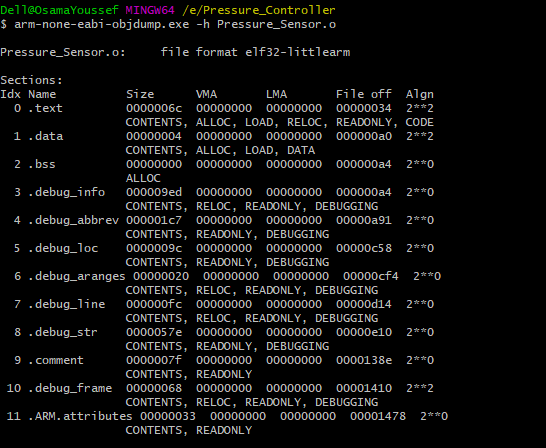 Dell@OsamaYoussef MINGW64 /e/Pressure_Controller
$ arm-none-eabi-objdump.exe -h Pressure_Sensor.o

Pressure_Sensor.o:     file format elf32-littlearm

Sections:
Idx Name          Size      VMA       LMA       File off  Algn
  0 .text         0000006c  00000000  00000000  00000034  2**2
                  CONTENTS, ALLOC, LOAD, RELOC, READONLY, CODE
  1 .data         00000004  00000000  00000000  000000a0  2**2
                  CONTENTS, ALLOC, LOAD, DATA
  2 .bss          00000000  00000000  00000000  000000a4  2**0
                  ALLOC
  3 .debug_info   000009ed  00000000  00000000  000000a4  2**0
                  CONTENTS, RELOC, READONLY, DEBUGGING
  4 .debug_abbrev 000001c7  00000000  00000000  00000a91  2**0
                  CONTENTS, READONLY, DEBUGGING
  5 .debug_loc    0000009c  00000000  00000000  00000c58  2**0
                  CONTENTS, READONLY, DEBUGGING
  6 .debug_aranges 00000020  00000000  00000000  00000cf4  2**0
                  CONTENTS, RELOC, READONLY, DEBUGGING
  7 .debug_line   000000fc  00000000  00000000  00000d14  2**0
                  CONTENTS, RELOC, READONLY, DEBUGGING
  8 .debug_str    0000057e  00000000  00000000  00000e10  2**0
                  CONTENTS, READONLY, DEBUGGING
  9 .comment      0000007f  00000000  00000000  0000138e  2**0
                  CONTENTS, READONLY
 10 .debug_frame  00000068  00000000  00000000  00001410  2**2
                  CONTENTS, RELOC, READONLY, DEBUGGING
 11 .ARM.attributes 00000033  00000000  00000000  00001478  2**0
                  CONTENTS, READONLY